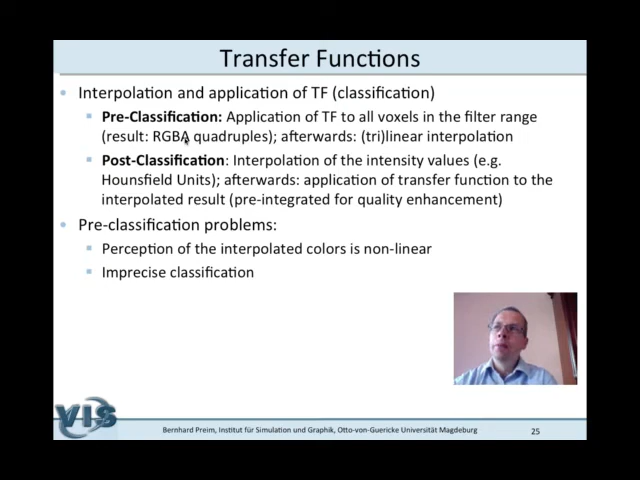 Transfer Functions
Interpolation and application of TF (classification)
Pre-Classification: Application of TF to all voxels in the filter range
(result: RGBA quadruples); afterwards: (tri)linear interpolation
Post-Classification: Interpolation of the intensity values (e.g.
Hounsfield Units); afterwards: application of transfer function to the
interpolated result (pre-integrated for quality enhancement)
Pre-classification problems:
Perception of the interpolated colors is non-linear
Imprecise classification
VIS
Bernhard Preim, Institut für Simulation und Graphik, Otto-von-Guericke Universität Magdeburg
25